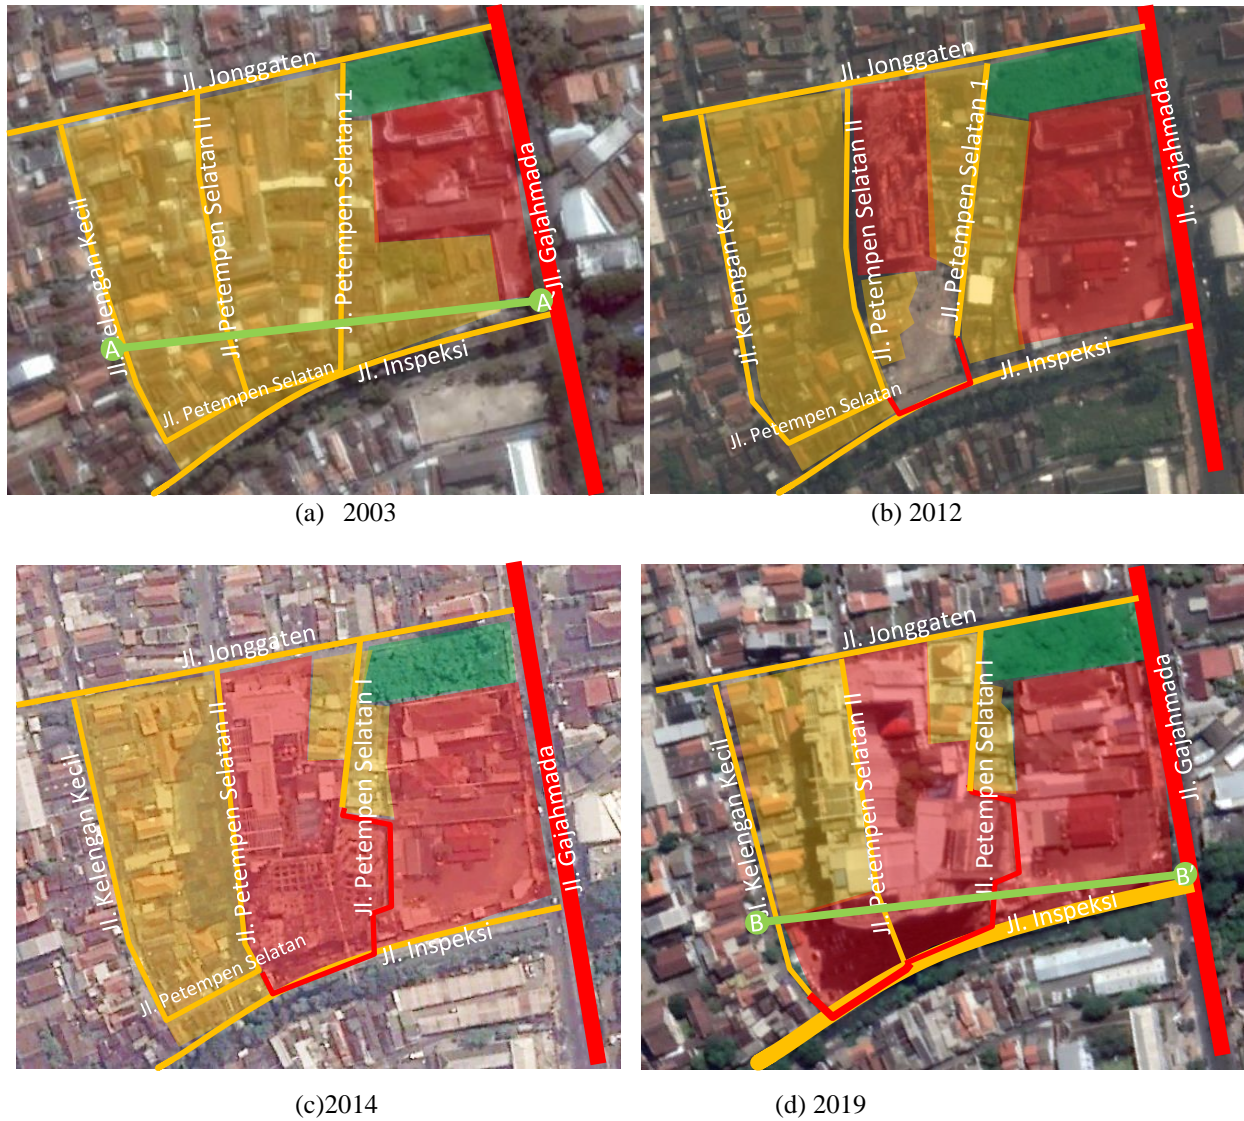 Jl. Jonggaten
Jl. Kelengan Kecil
Jl. Petempen Selatan II
Jl. Petempen Selatan 1
Jl. Gajahmada
A
A'
Jl. Petempen Selatan
Jl. Inspeksi
(a) 2003
Jl. Jonggaten
Jl. Kelengan Kecil
Jl. Petempen Selatan II
Jl. Petempen Selatan 1
Jl. Gajahmada
Jl. Petempen Selatan
Jl. Inspeksi
(b) 2012
Jl. Jonggaten
Jl. Kelengan Kecil
Jl. Petempen Selatan II
Jl. Petempen Selatan I
Jl. Gajahmada
Jl. Petempen Selatan
Jl. Inspeksi
(c)2014
Jl. Jonggaten
Jl. Kelengan Kecil
Jl. Petempen Selatan II
Jl. Petempen Selatan I
Jl. Gajahmada
B
B'
Jl. Inspeksi
(d) 2019